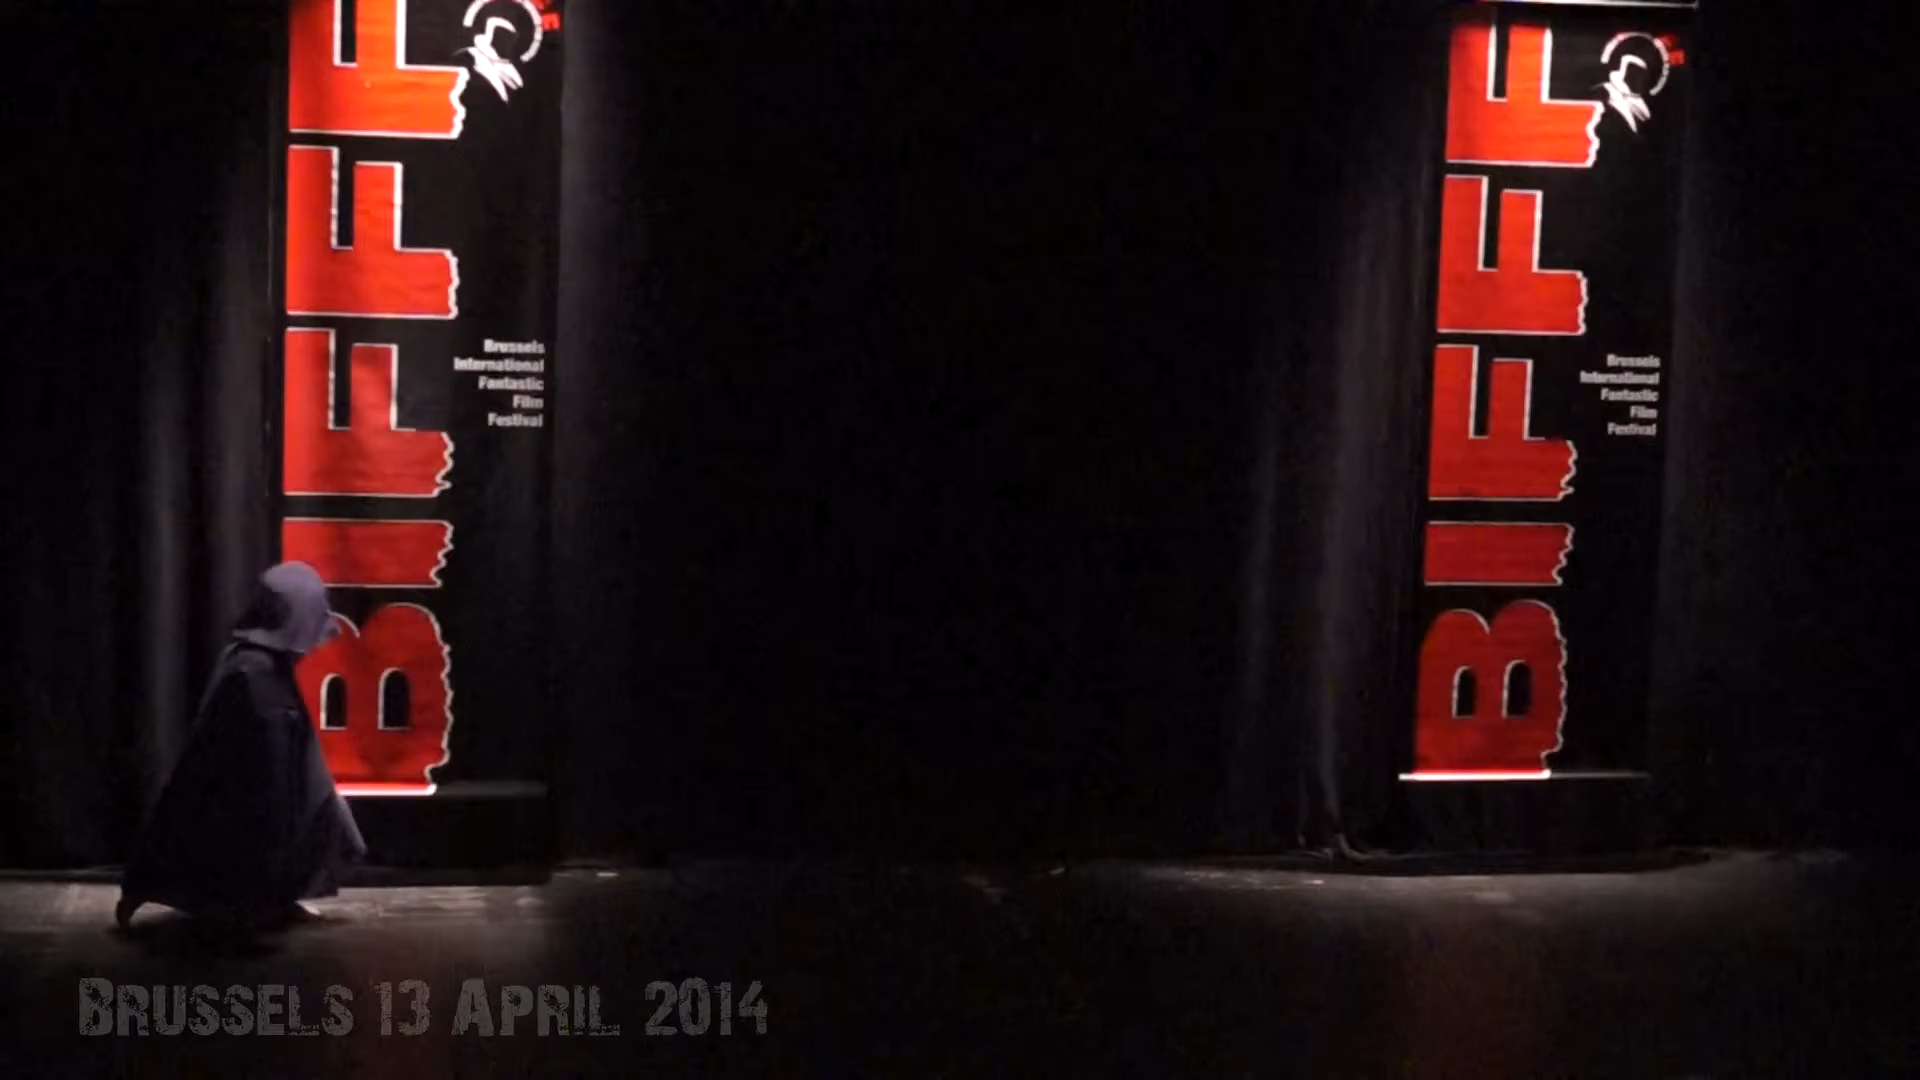 BIFFF
Brussels
International
Fantastic
Film
Festival
BIFFF
Brussels
International
Fantastic
Film
Festival
BRUSSELS 13 APRIL 2014